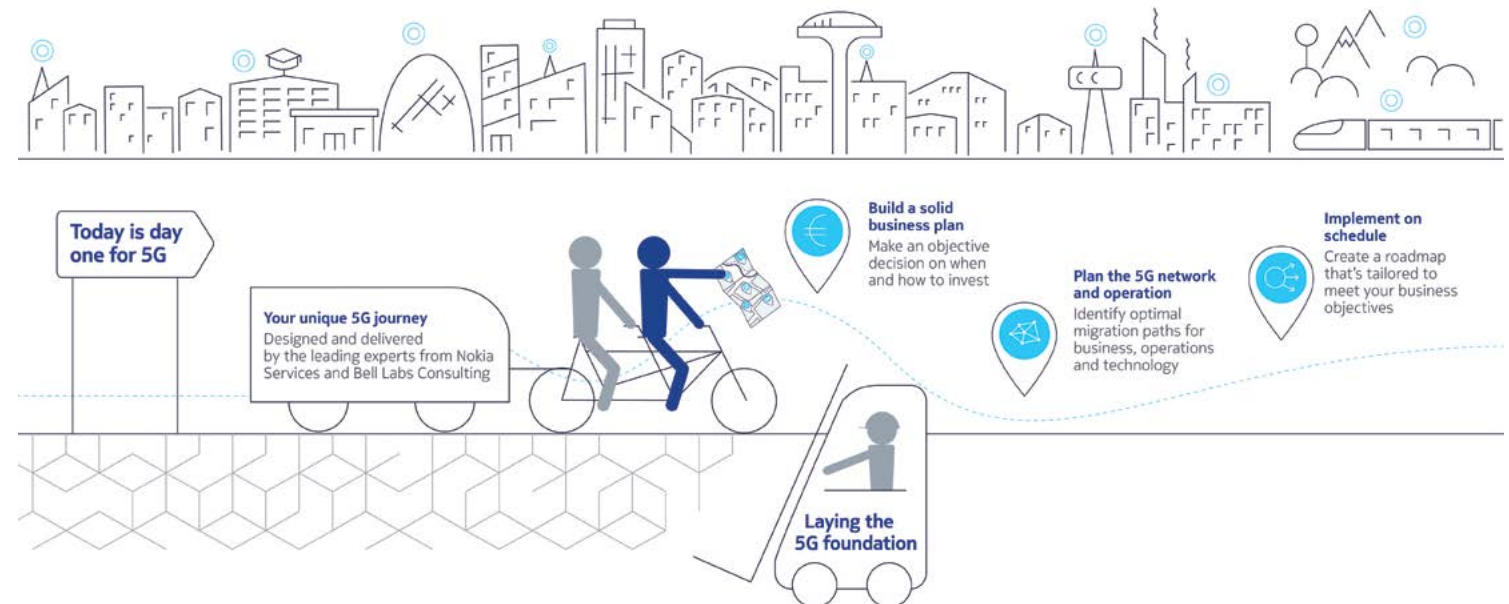 Today is day
one for 5G
Your unique 5G journey
Designed and delivered
by the leading experts from Nokia
Services and Bell Labs Consulting
Build a solid
business plan
Make an objective
decision on when
and how to invest
Plan the 5G network
and operation
Identify optimal
migration paths for
business, operations
and technology
Implement on
schedule
Create a roadmap
that's tailored to
meet your business
objectives
Laying the
5G foundation